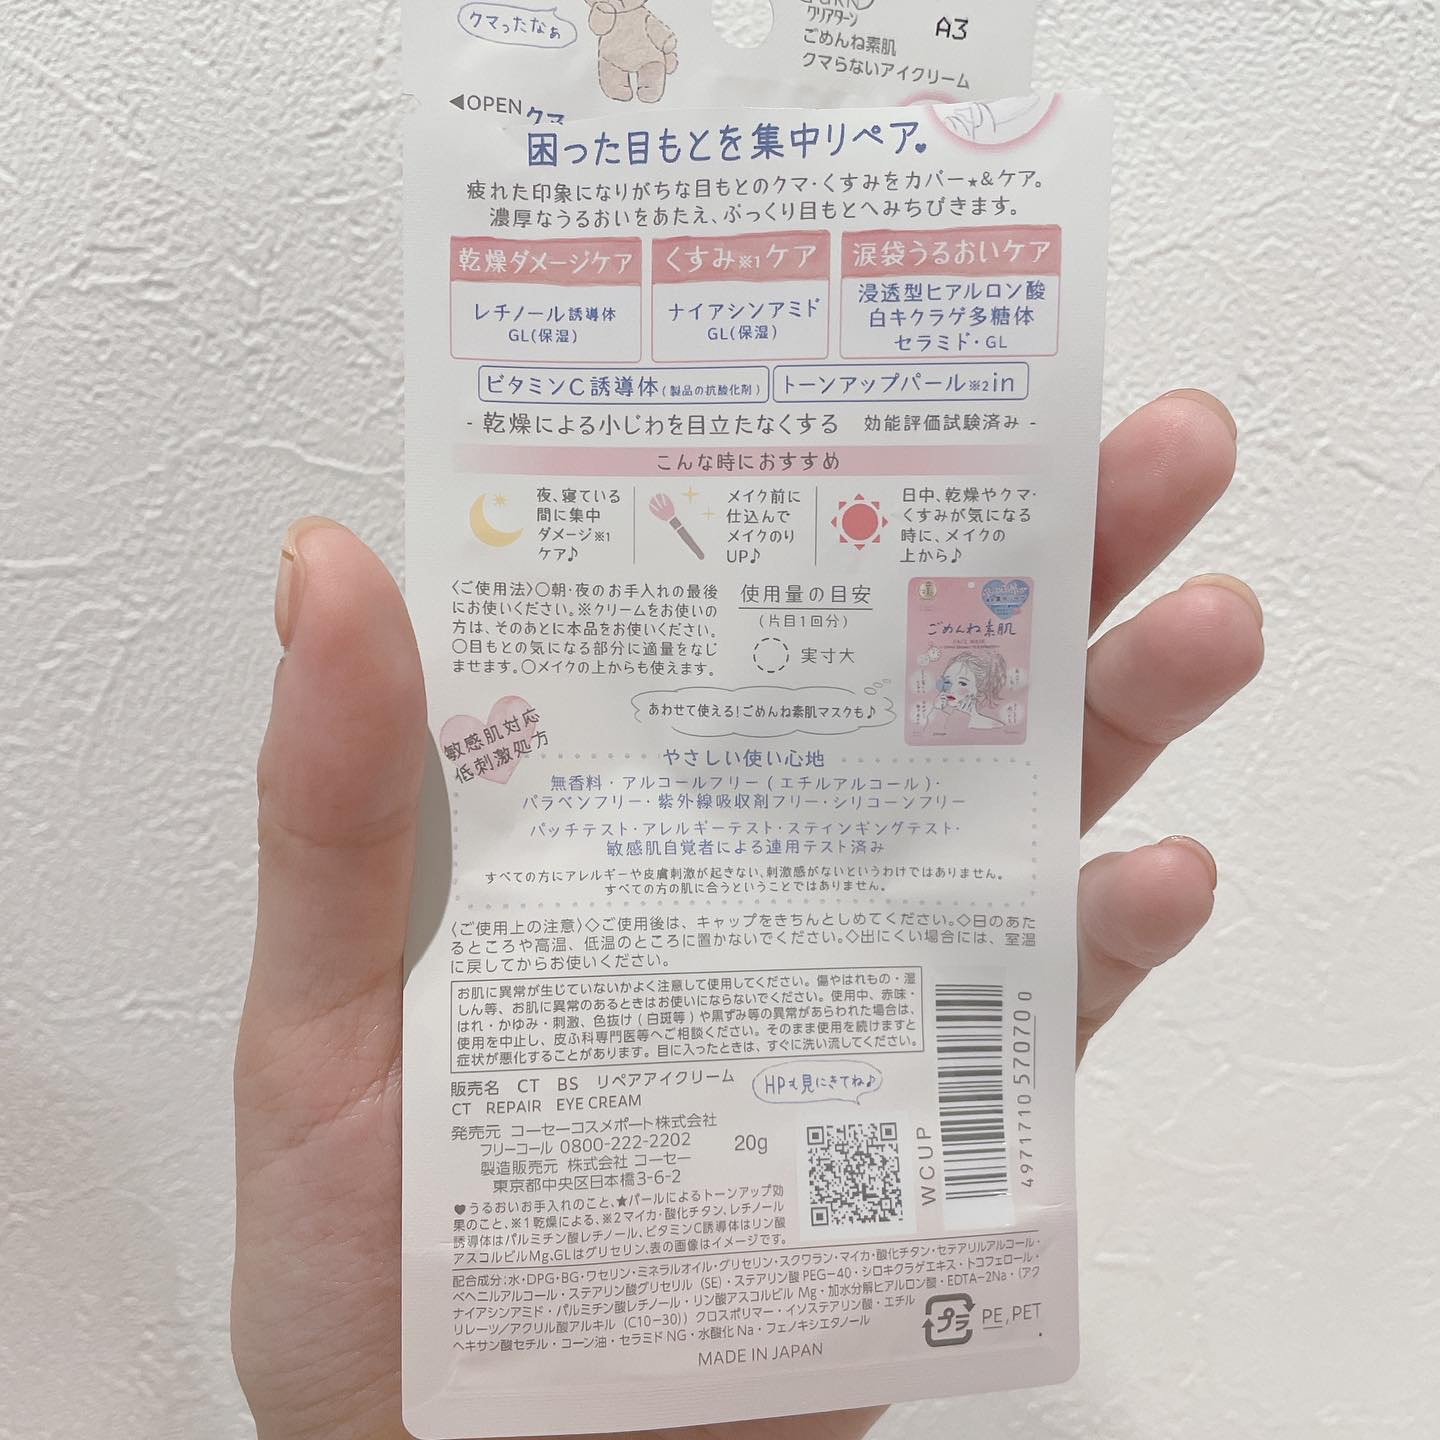 クマったなぁ
クリアターン
ごめんね素肌
クマらないアイクリーム
A3
◀OPEN
クマ
困った目もとを集中リペア♥
疲れた印象になりがちな目もとのクマ・くすみをカバー★&ケア。
濃厚なうるおいをあたえ、ぷっくり目もとへみちびきます。
乾燥ダメージケア
レチノール誘導体
GL(保湿)
くすみ※1ケア
ナイアシンアミド
GL(保湿)
涙袋うるおいケア
浸透型ヒアルロン酸
白キクラゲ多糖体
セラミド・GL
ビタミンC誘導体(製品の抗酸化剤)
トーンアップパール※2in
- 乾燥による小じわを目立たなくする 効能評価試験済み -
こんな時におすすめ
夜、寝ている
間に集中
ダメージ※1
ケア♪
メイク前に
仕込んで
メイクのり
UP♪
日中、乾燥やクマ・
くすみが気になる
時に、メイクの
上から♪
〈ご使用法〉○朝・夜のお手入れの最後
にお使いください。※クリームをお使いの
方は、そのあとに本品をお使いください。
○目もとの気になる部分に適量をなじ
ませます。○メイクの上からも使えます。
使用量の目安
(片目1回分)
実寸大
ごめんね素肌
あわせて使える!ごめんね素肌マスクも♪
敏感肌対応
低刺激処方
やさしい使い心地
無香料・アルコールフリー(エチルアルコール)・
パラベンフリー・紫外線吸収剤フリー・シリコーンフリー
パッチテスト・アレルギーテスト・スティンギングテスト・
敏感肌自覚者による連用テスト済み
すべての方にアレルギーや皮膚刺激が起きない、刺激感がないというわけではありません。
すべての方の肌に合うということではありません。
〈ご使用上の注意〉◇ご使用後は、キャップをきちんとしめてください。◇日のあた
るところや高温、低温のところに置かないでください。◇出にくい場合には、室温
に戻してからお使いください。
お肌に異常が生じていないかよく注意して使用してください。傷やはれもの・湿
しん等、お肌に異常のあるときはお使いにならないでください。使用中、赤味・
はれ・かゆみ・刺激、色抜け(白斑等)や黒ずみ等の異常があらわれた場合は、
使用を中止し、皮ふ科専門医等へご相談ください。そのまま使用を続けますと
症状が悪化することがあります。目に入ったときは、すぐに洗い流してください。
販売名 CT BS リペアアイクリーム
CT REPAIR EYE CREAM
HPも見にきてね♪
発売元 コーセーコスメポート株式会社
フリーコール 0800-222-2202
製造販売元 株式会社 コーセー
東京都中央区日本橋3-6-2
20g
WCUP
4971710570700
♥うるおいお手入れのこと、★パールによるトーンアップ効
果のこと、※1乾燥による、※2マイカ・酸化チタン、レチノール
誘導体はパルミチン酸レチノール、ビタミンC誘導体はリン酸
アスコルビルMg、GLはグリセリン、表の画像はイメージです。
配合成分:水・DPG・BG・ワセリン・ミネラルオイル・グリセリン・スクワラン・マイカ・酸化チタン・セテアリルアルコール・
ベヘニルアルコール・ステアリン酸グリセリル(SE)・ステアリン酸PEG-40・シロキクラゲエキス・トコフェロール・
ナイアシンアミド・パルミチン酸レチノール・リン酸アスコルビル Mg・加水分解ヒアルロン酸・EDTA-2Na・(アク
リレーツ/アクリル酸アルキル(C10-30))クロスポリマー・イソステアリン酸・エチル
ヘキサン酸セチル・コーン油・セラミド NG・水酸化 Na・フェノキシエタノール
プラ
PE,PET
MADE IN JAPAN